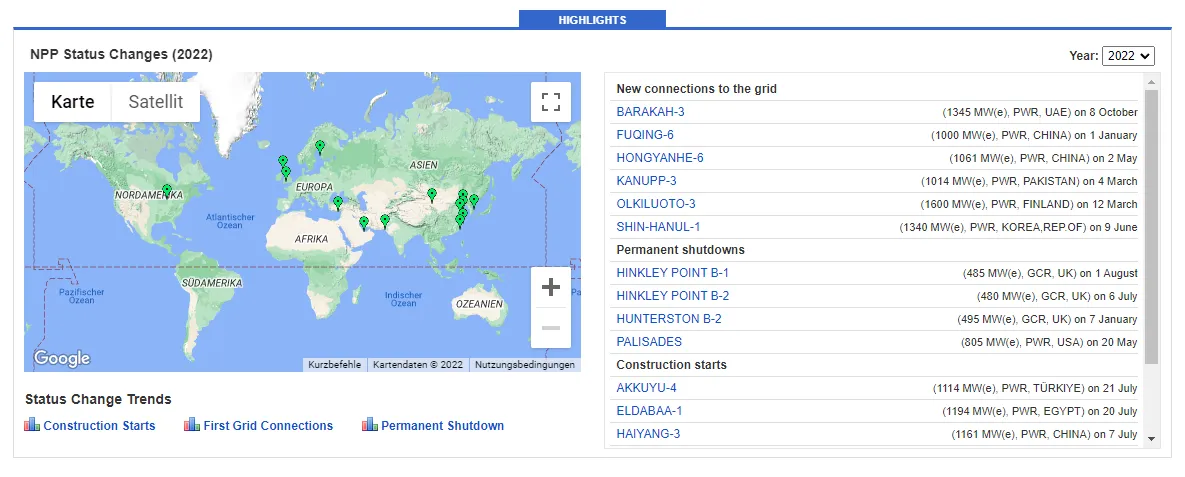 HIGHLIGHTS
NPP Status Changes (2022)
Year: 2022
Karte Satellit
NORDAMERIKA
EUROPA
ASIEN
Atlantischer
Ozean
AFRIKA
SÜDAMERIKA
Pazifischer
Ozean
Indischer
Ozean
OZEANIEN
P
+
Google
Kurzbefehle Kartendaten © 2022 Nutzungsbedingungen
Status Change Trends
Construction Starts First Grid Connections Permanent Shutdown
New connections to the grid
BARAKAH-3 (1345 MW(e), PWR, UAE) on 8 October
FUQING-6 (1000 MW(e), PWR, CHINA) on 1 January
HONGYANHE-6 (1061 MW(e), PWR, CHINA) on 2 May
KANUPP-3 (1014 MW(e), PWR, PAKISTAN) on 4 March
OLKILUOTO-3 (1600 MW(e), PWR, FINLAND) on 12 March
SHIN-HANUL-1 (1340 MW(e), PWR, KOREA,REP.OF) on 9 June
Permanent shutdowns
HINKLEY POINT B-1 (485 MW(e), GCR, UK) on 1 August
HINKLEY POINT B-2 (480 MW(e), GCR, UK) on 6 July
HUNTERSTON B-2 (495 MW(e), GCR, UK) on 7 January
PALISADES (805 MW(e), PWR, USA) on 20 May
Construction starts
AKKUYU-4 (1114 MW(e), PWR, TÜRKIYE) on 21 July
ELDABAA-1 (1194 MW(e), PWR, EGYPT) on 20 July
HAIYANG-3 (1161 MW(e), PWR, CHINA) on 7 July